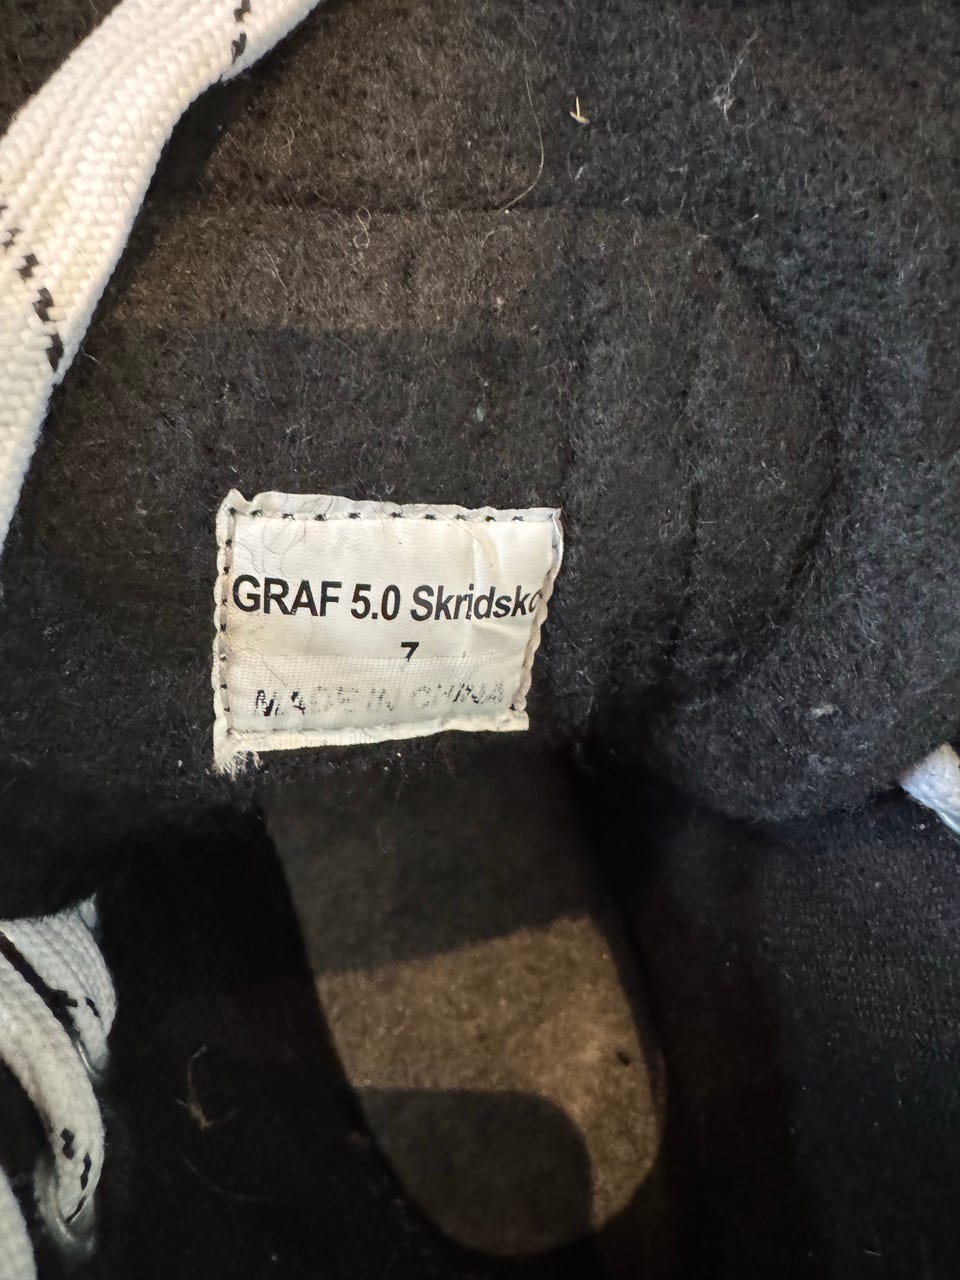 GRAF 5.0 Skridsko
7
MADE IN CHINA